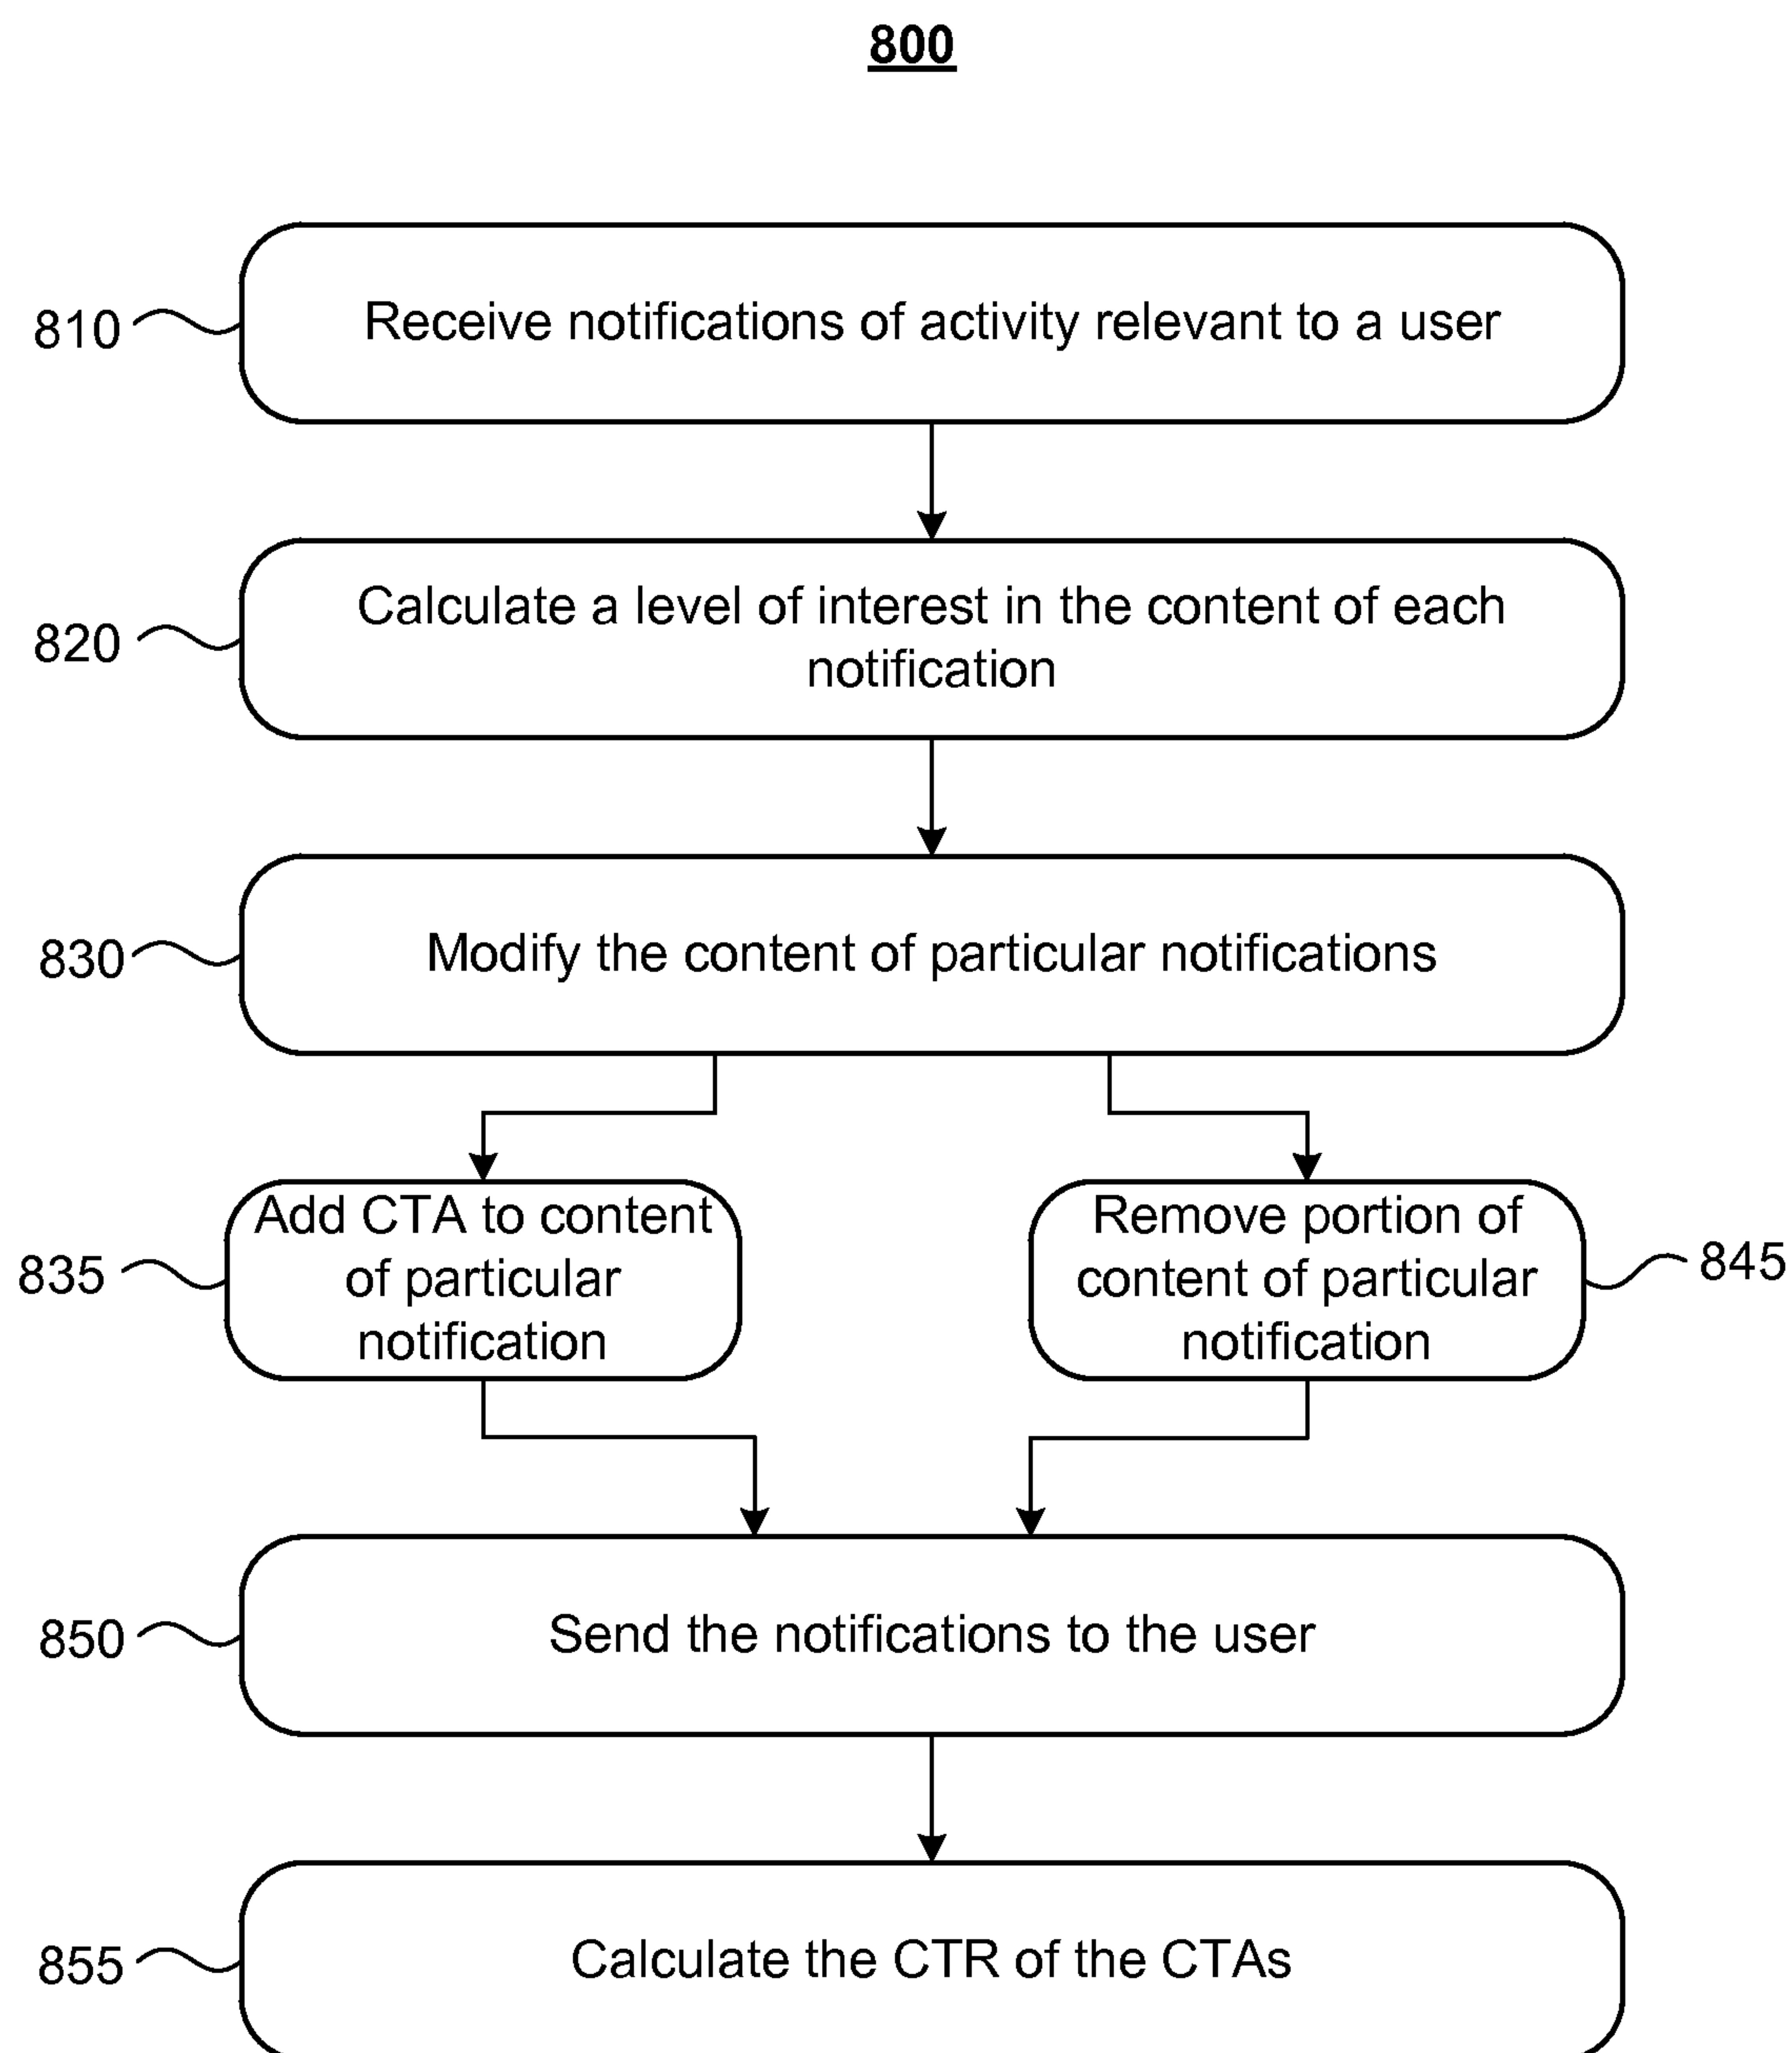 800
810
Receive notifications of activity relevant to a user
820
Calculate a level of interest in the content of each
notification
830
Modify the content of particular notifications
835
Add CTA to content
of particular
notification
Remove portion of
content of particular
notification
845
850
Send the notifications to the user
855
Calculate the CTR of the CTAs